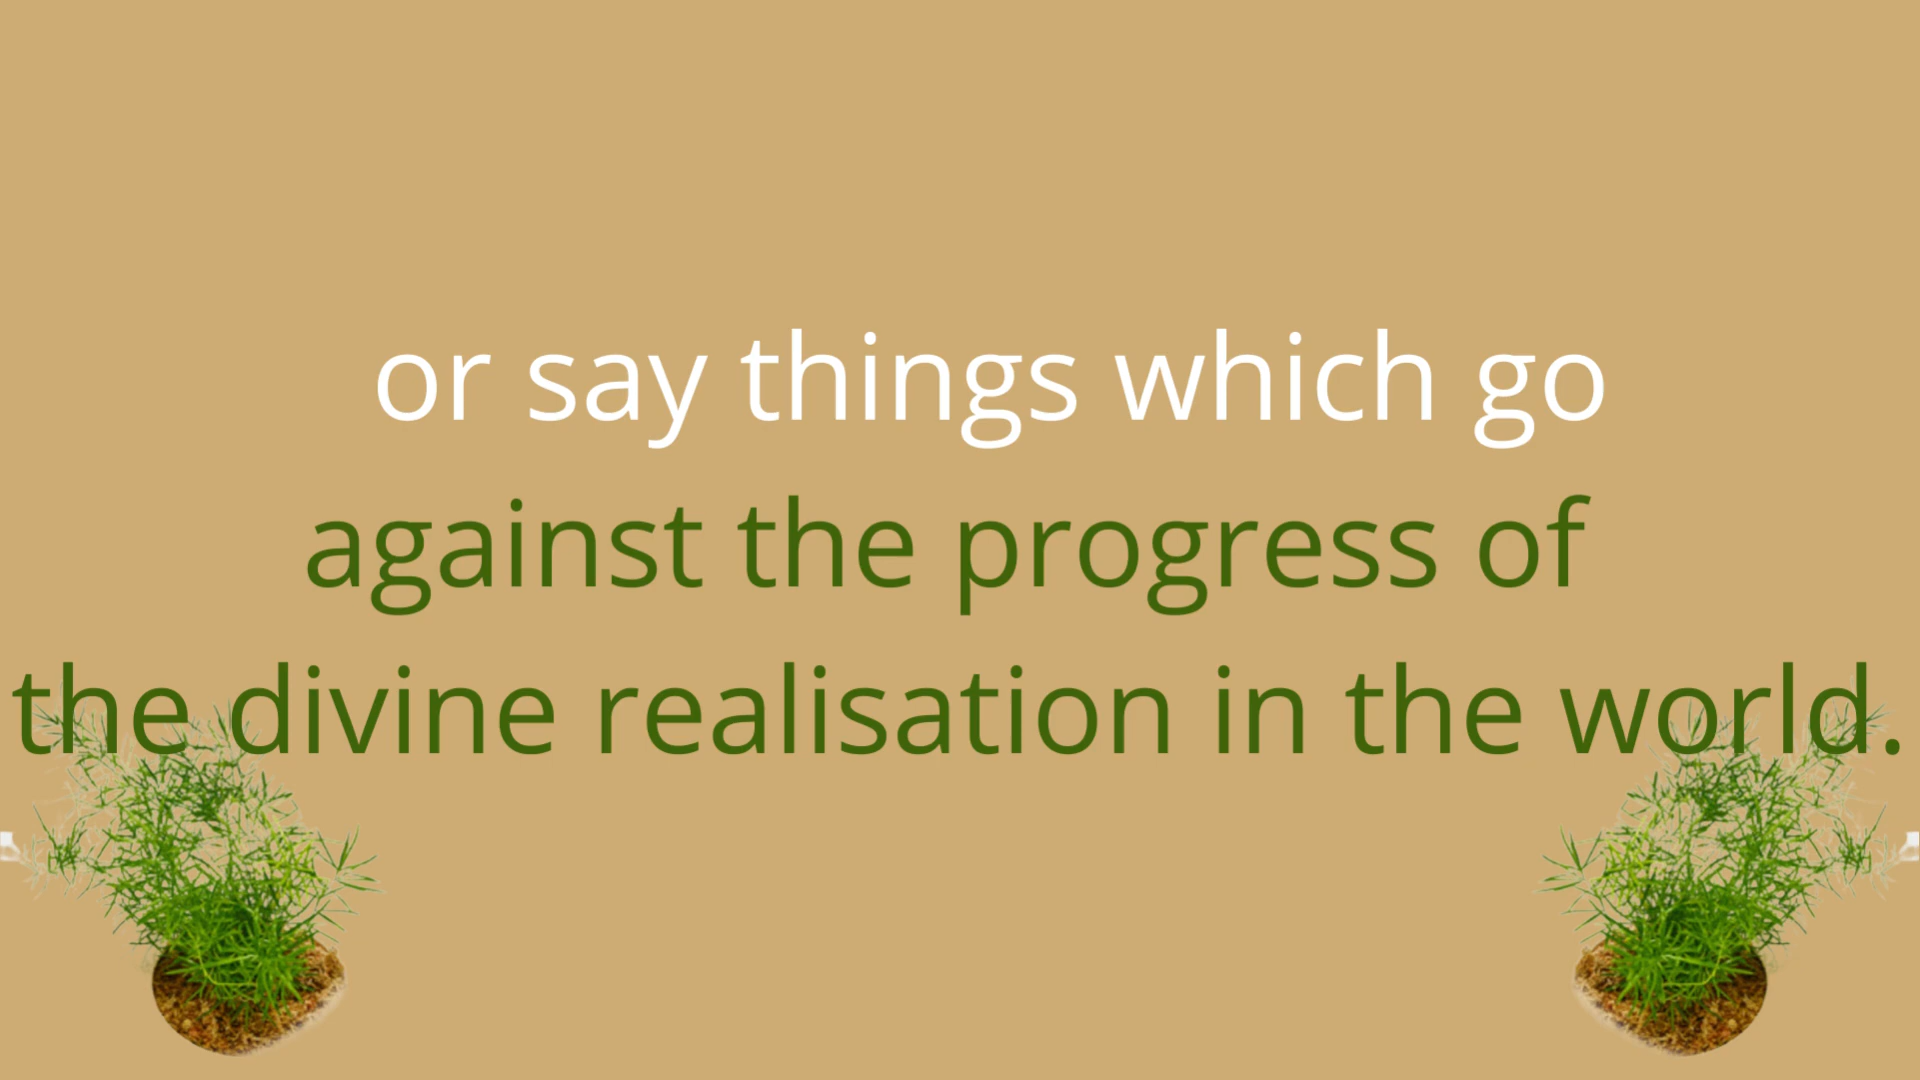 or say things which go
against the progress of
the divine realisation in the world.